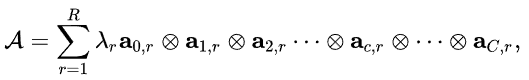 𝓐 = ∑_{r=1}^{R} λ_r 𝐚_{0,r} ⊗ 𝐚_{1,r} ⊗ 𝐚_{2,r} ⋯ ⊗ 𝐚_{c,r} ⊗ ⋯ ⊗ 𝐚_{C,r},